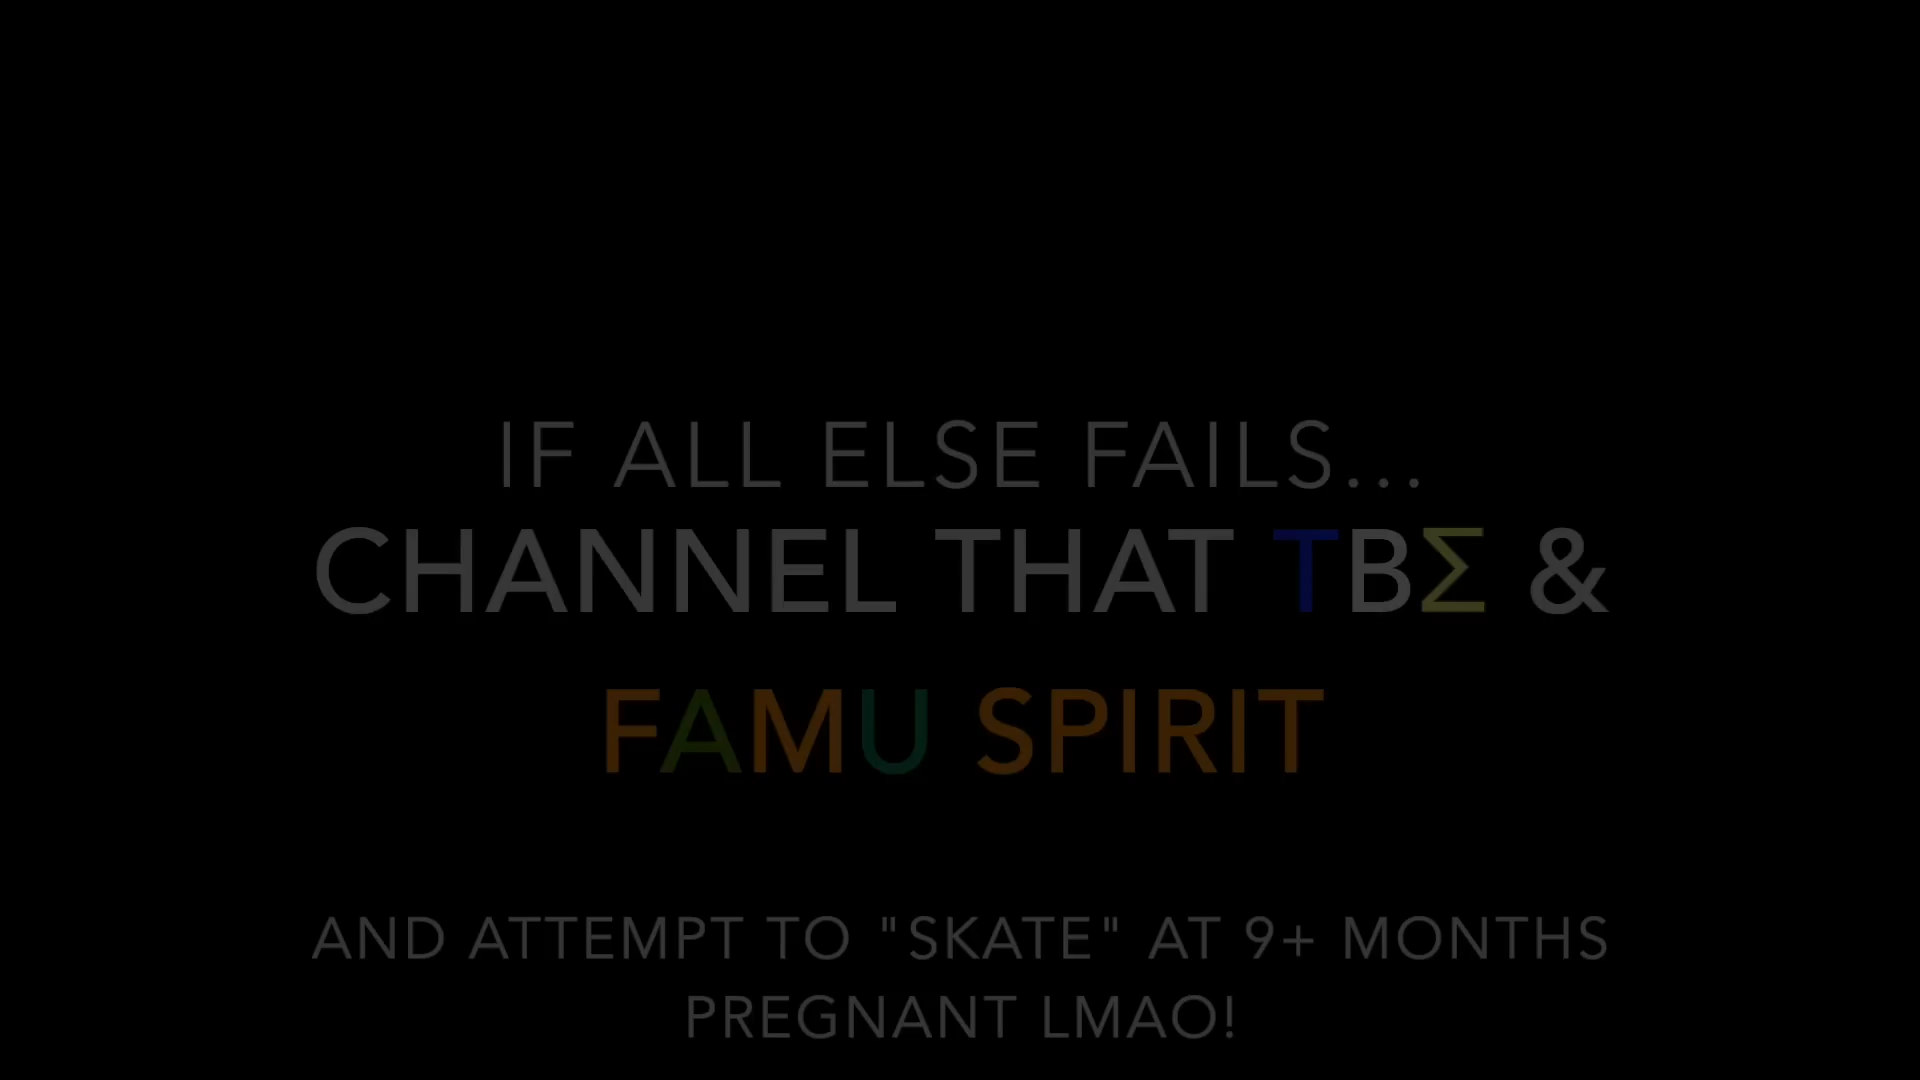 IF ALL ELSE FAILS...
CHANNEL THAT TBΣ &
FAMU SPIRIT
AND ATTEMPT TO "SKATE" AT 9+ MONTHS
PREGNANT LMAO!